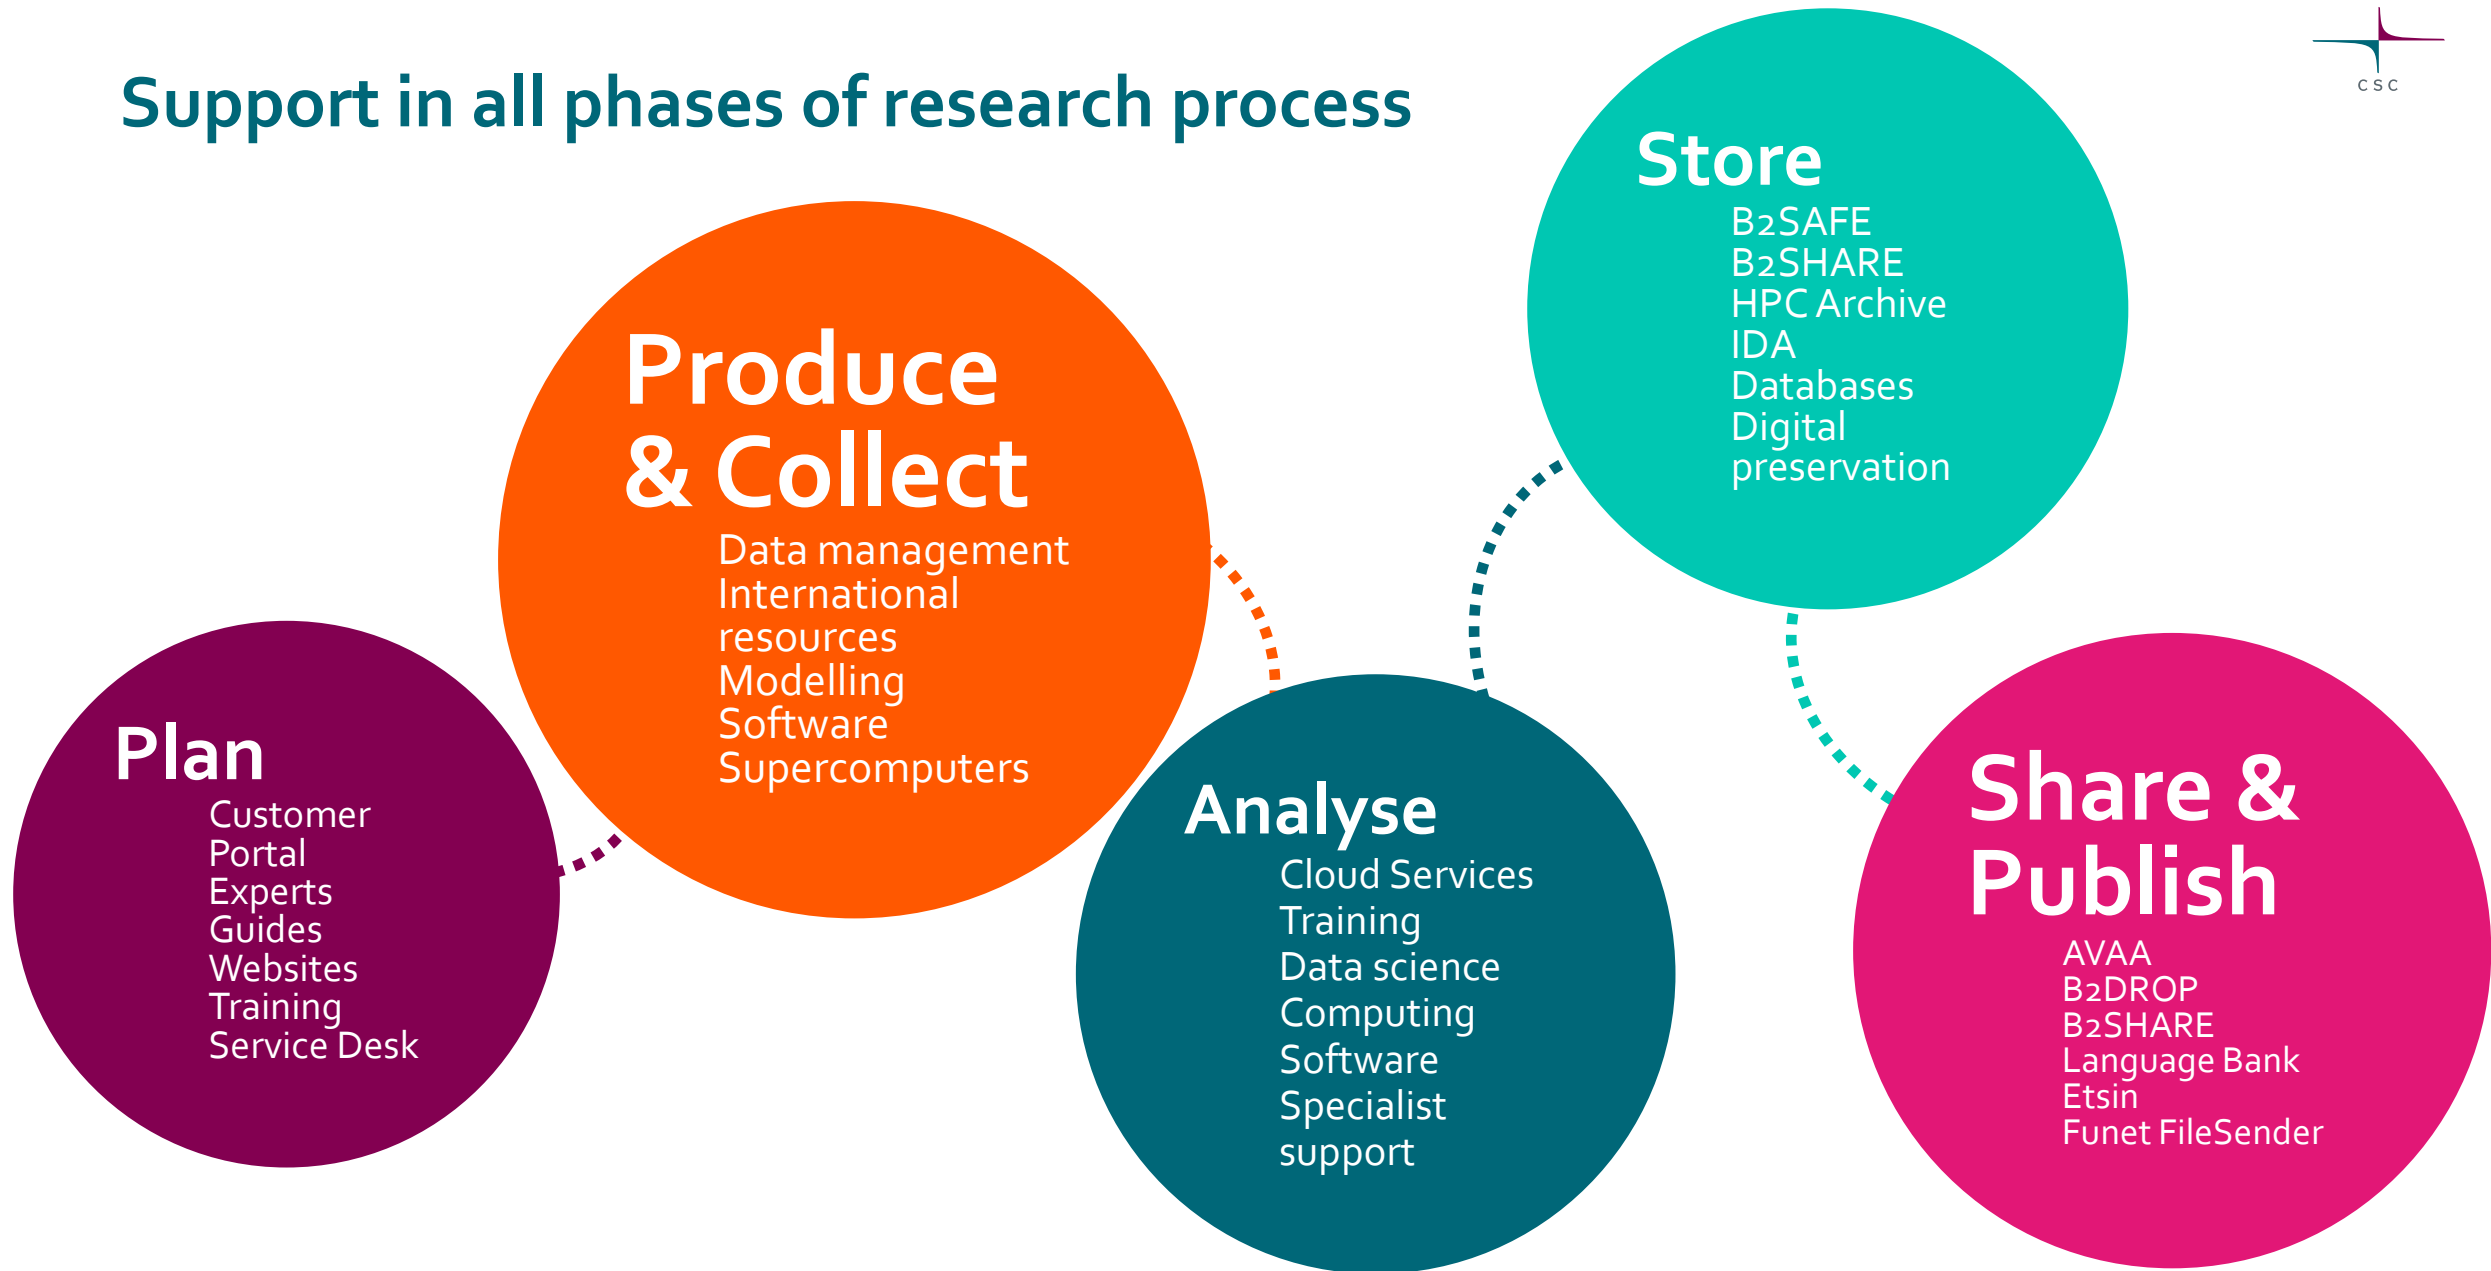 Support in all phases of research process
CSC
Plan
Customer
Portal
Experts
Guides
Websites
Training
Service Desk
Produce
& Collect
Data management
International
resources
Modelling
Software
Supercomputers
Analyse
Cloud Services
Training
Data science
Computing
Software
Specialist
support
Store
B2SAFE
B2SHARE
HPC Archive
IDA
Databases
Digital
preservation
Share &
Publish
AVAA
B2DROP
B2SHARE
Language Bank
Etsin
Funet FileSender